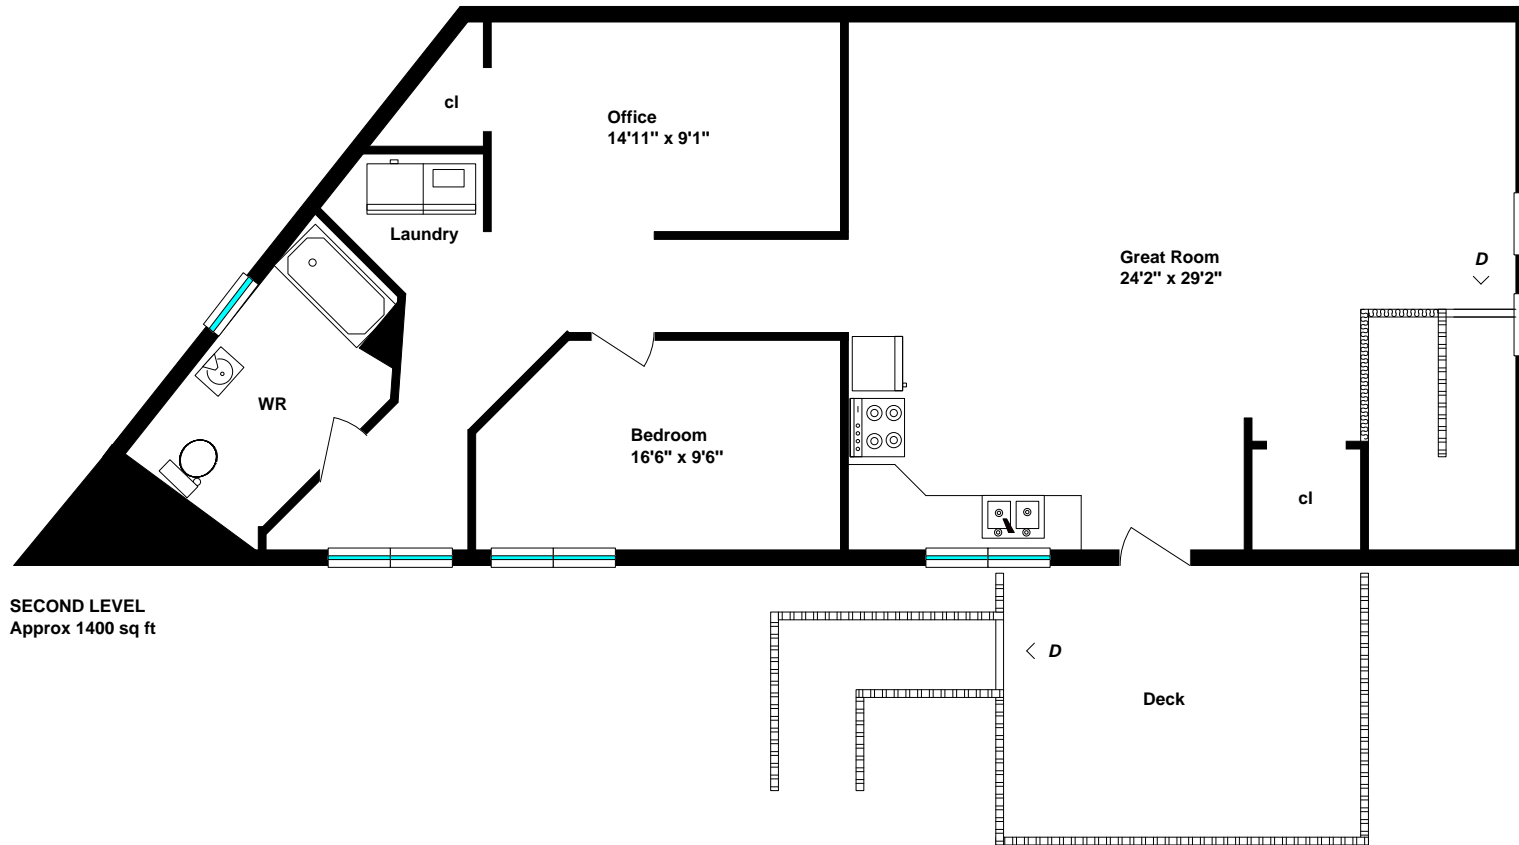 cl
Office
14'11" x 9'1"
Laundry
Great Room
24'2" x 29'2"
D
WR
Bedroom
16'6" x 9'6"
cl
SECOND LEVEL
Approx 1400 sq ft
D
Deck